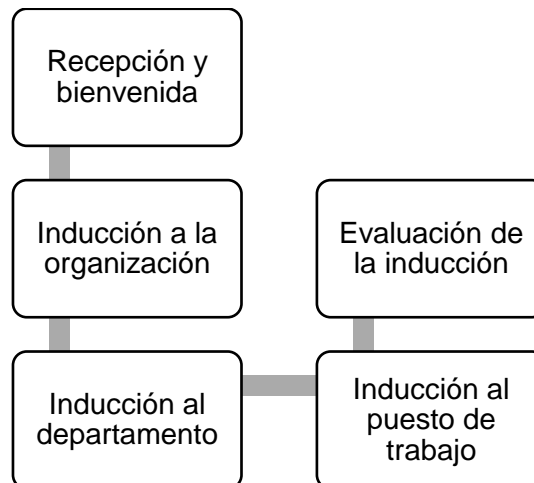 Recepción y
bienvenida
Inducción a la
organización
Inducción al
departamento
Inducción al
puesto de
trabajo
Evaluación de
la inducción